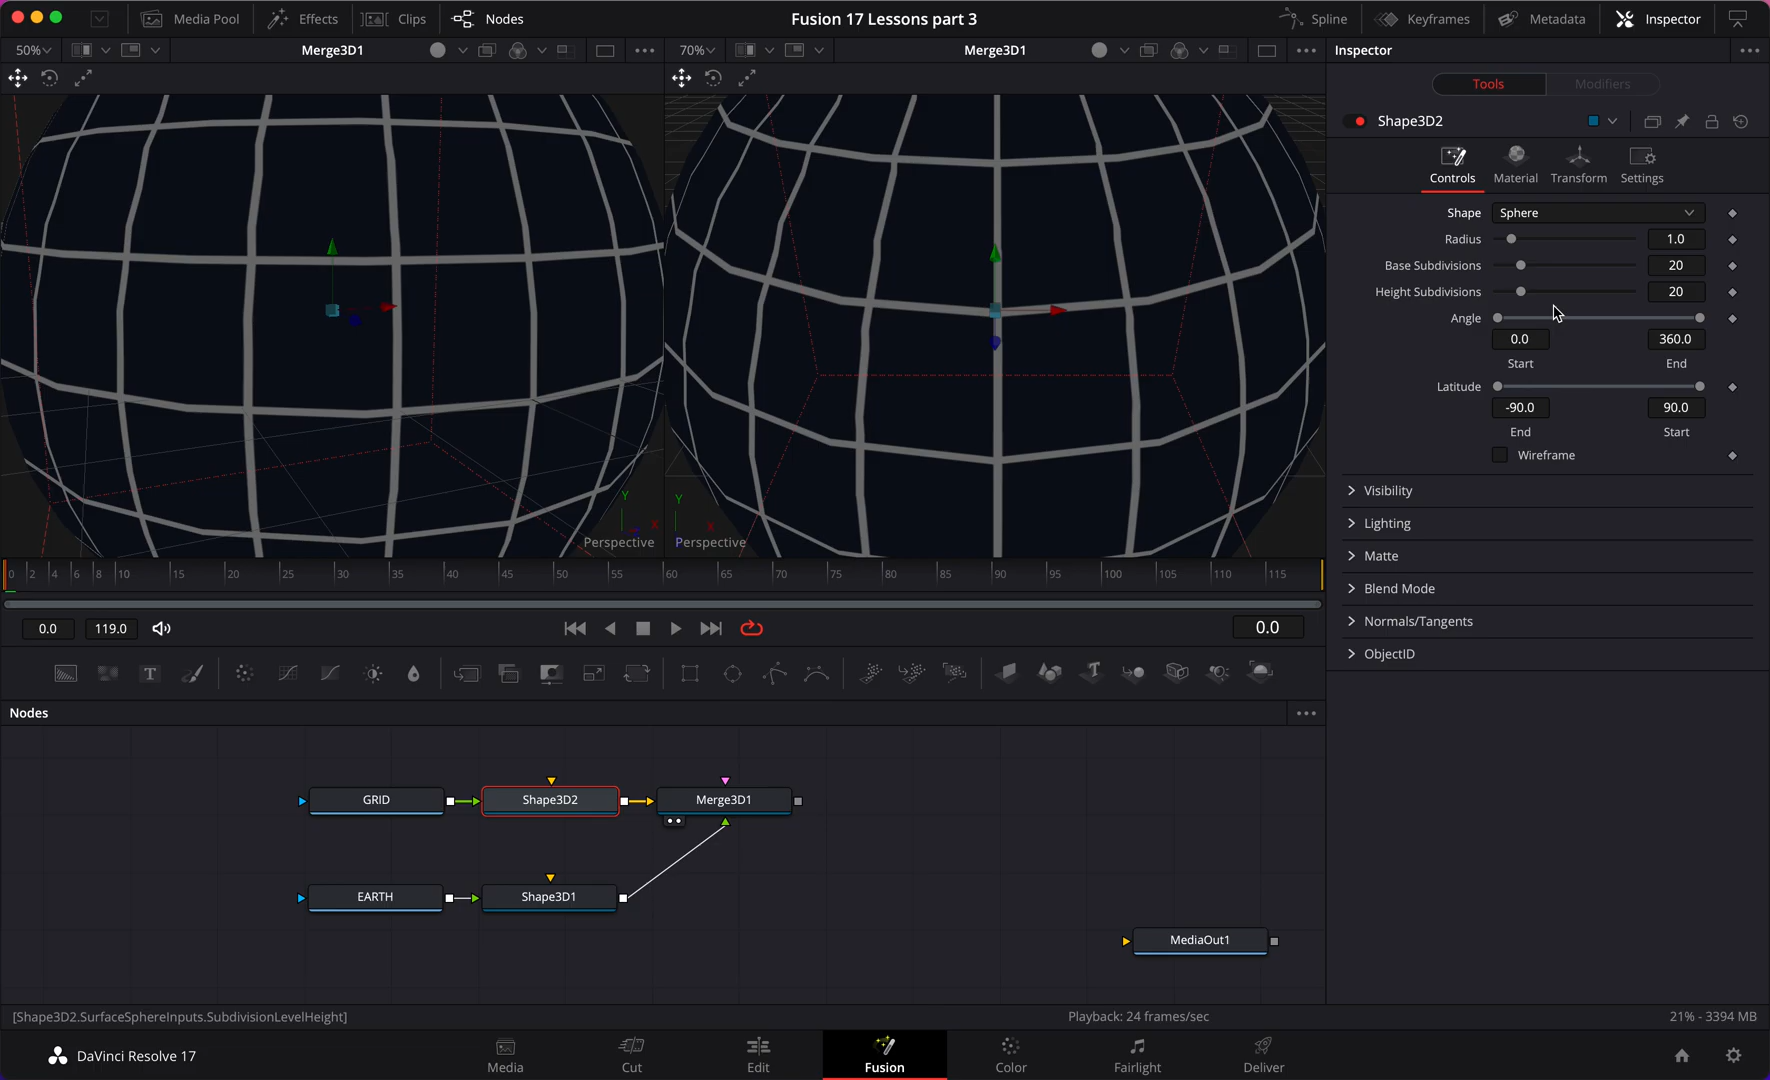 Media Pool Effects Clips Nodes Fusion 17 Lessons part 3 Spline Keyframes Metadata Inspector
50% Merge3D1 70% Merge3D1 Inspector
Tools Modifiers
Shape3D2
Controls Material Transform Settings
Shape Sphere
Radius 1.0
Base Subdivisions 20
Height Subdivisions 20
Angle
0.0 360.0
Start End
Latitude
-90.0 90.0
End Start
Wireframe
Visibility
Lighting
Matte
Blend Mode
Normals/Tangents
ObjectID
Y Y
X X
Perspective Perspective
0 2 4 6 8 10 15 20 25 30 35 40 45 50 55 60 65 70 75 80 85 90 95 100 105 110 115
0.0 119.0 0.0
T T
Nodes
GRID Shape3D2 Merge3D1
EARTH Shape3D1
MediaOut1
[Shape3D2.SurfaceSphereInputs.SubdivisionLevelHeight] Playback: 24 frames/sec 21% - 3394 MB
DaVinci Resolve 17 Media Cut Edit Fusion Color Fairlight Deliver